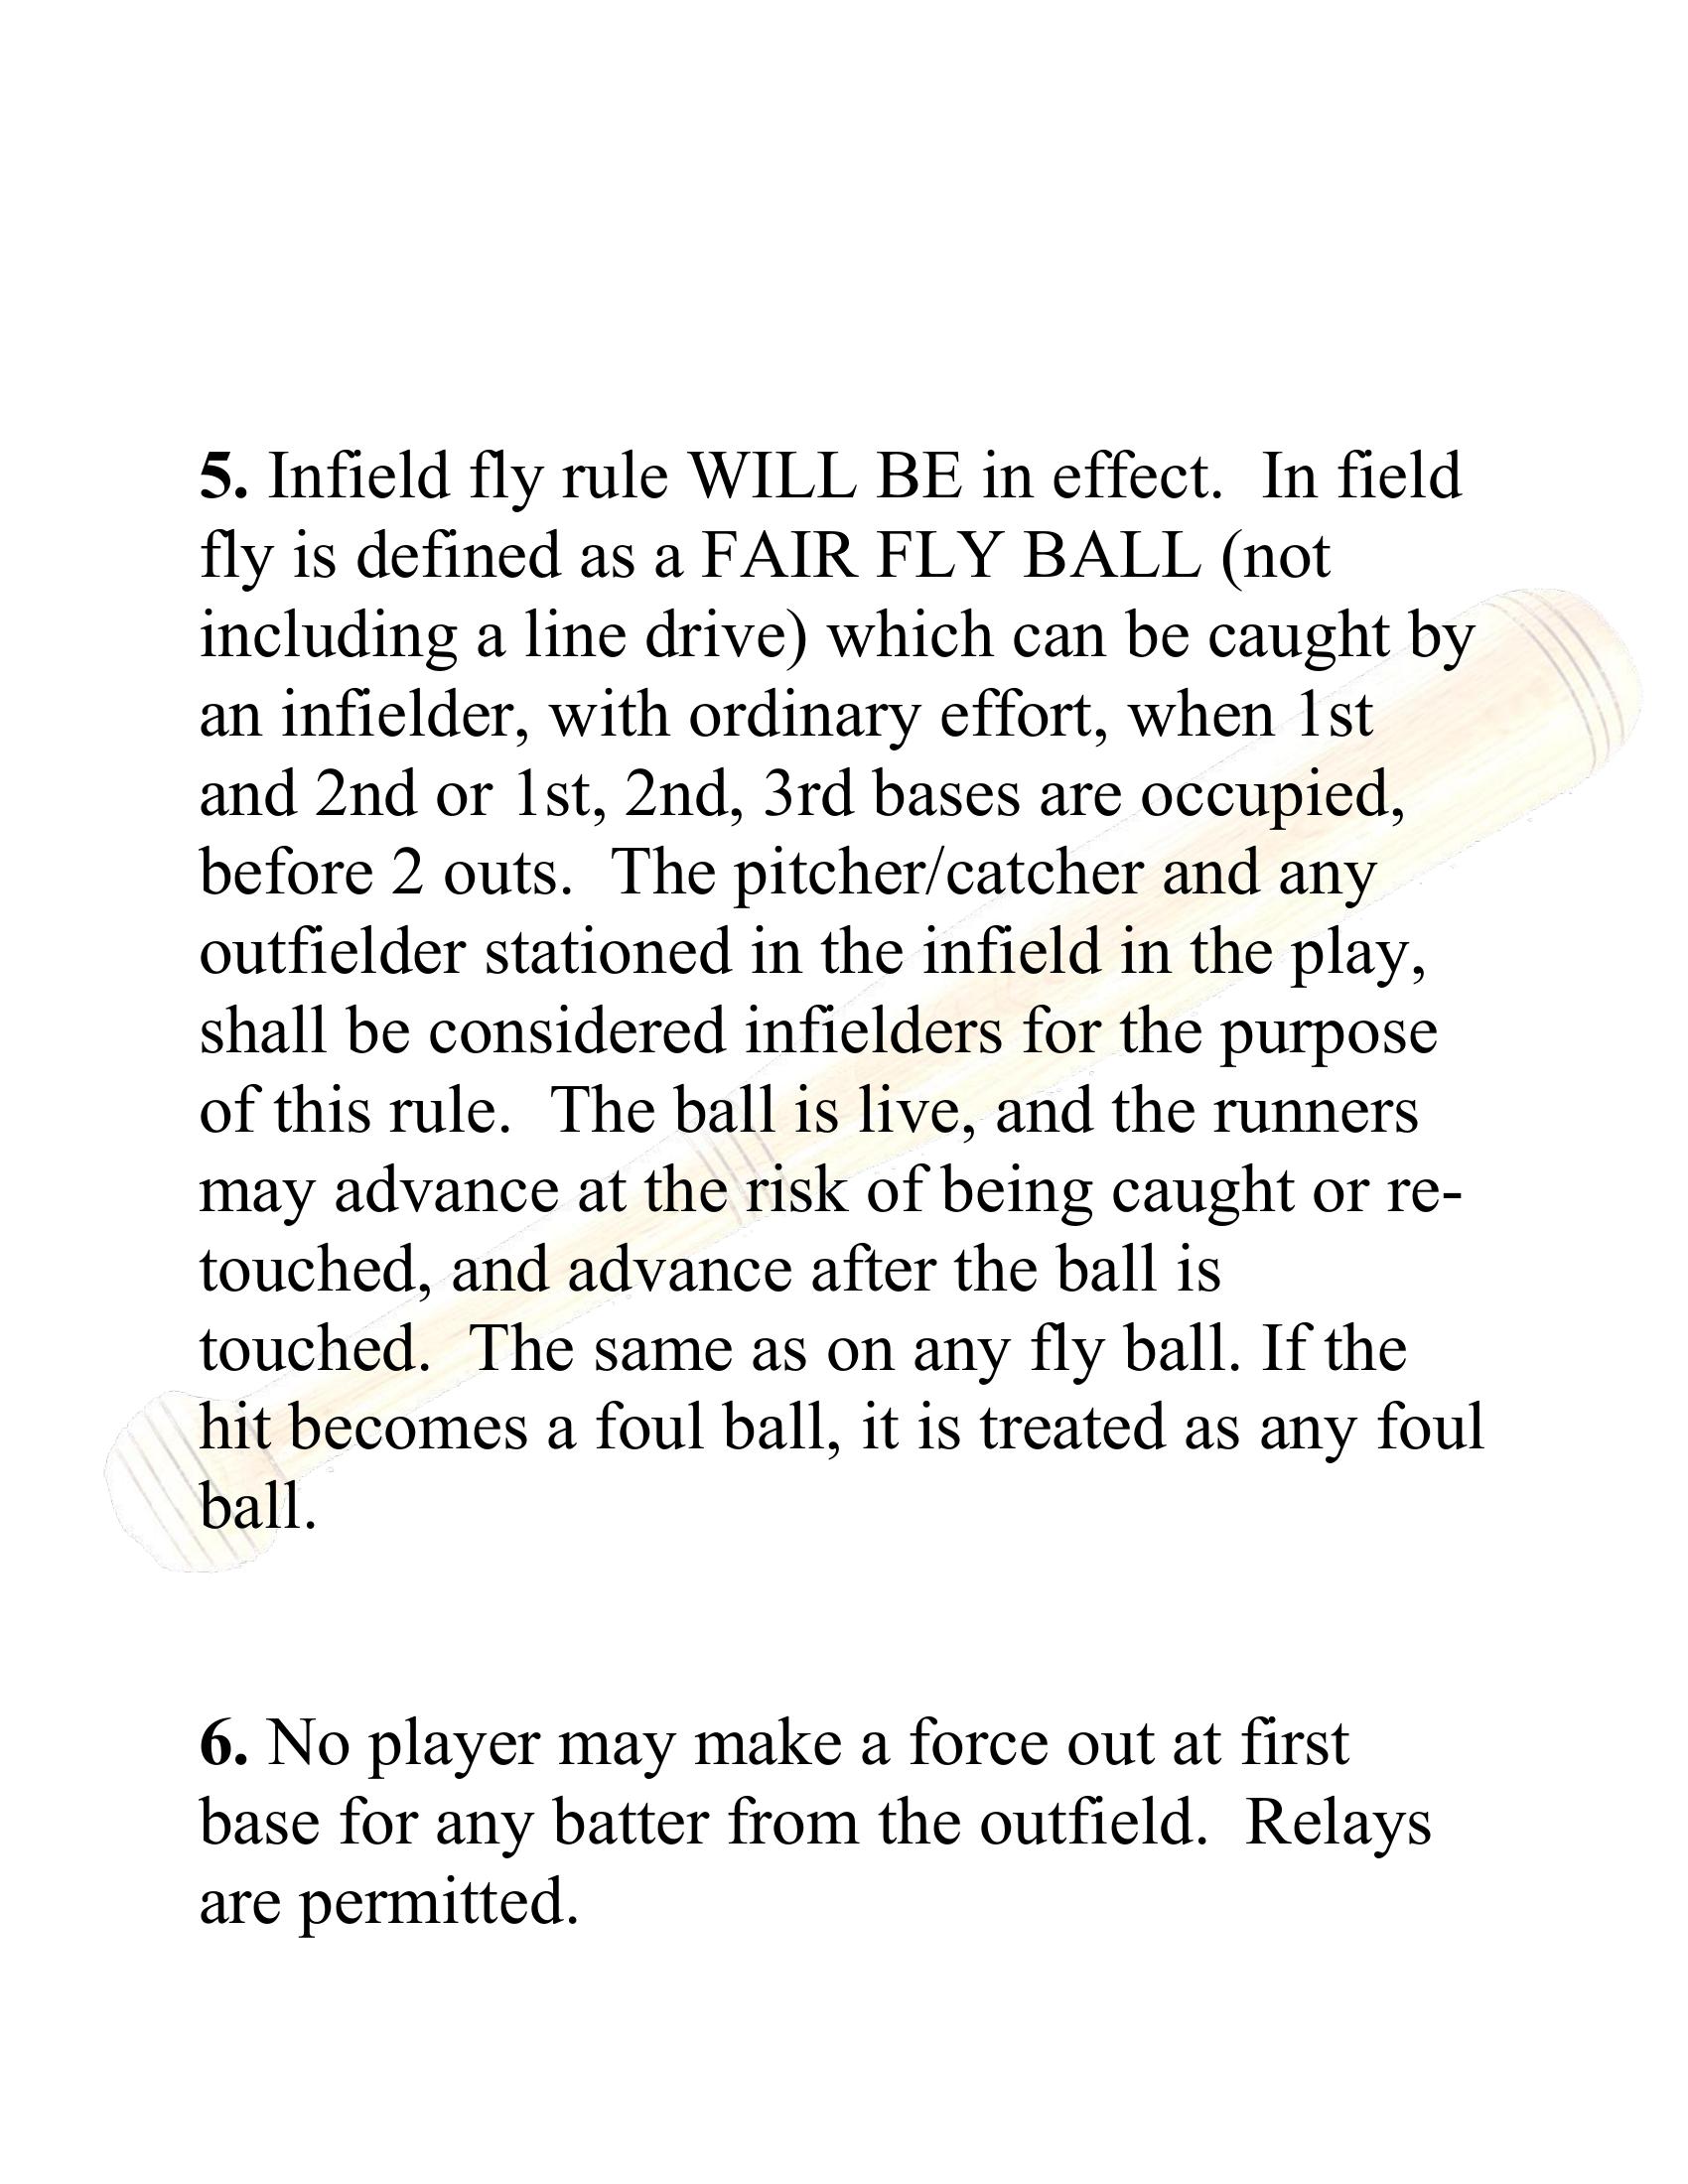 5. Infield fly rule WILL BE in effect.  In field
fly is defined as a FAIR FLY BALL (not
including a line drive) which can be caught by
an infielder, with ordinary effort, when 1st
and 2nd or 1st, 2nd, 3rd bases are occupied,
before 2 outs.  The pitcher/catcher and any
outfielder stationed in the infield in the play,
shall be considered infielders for the purpose
of this rule.  The ball is live, and the runners
may advance at the risk of being caught or re-
touched, and advance after the ball is
touched.  The same as on any fly ball. If the
hit becomes a foul ball, it is treated as any foul
ball.
6. No player may make a force out at first
base for any batter from the outfield.  Relays
are permitted.